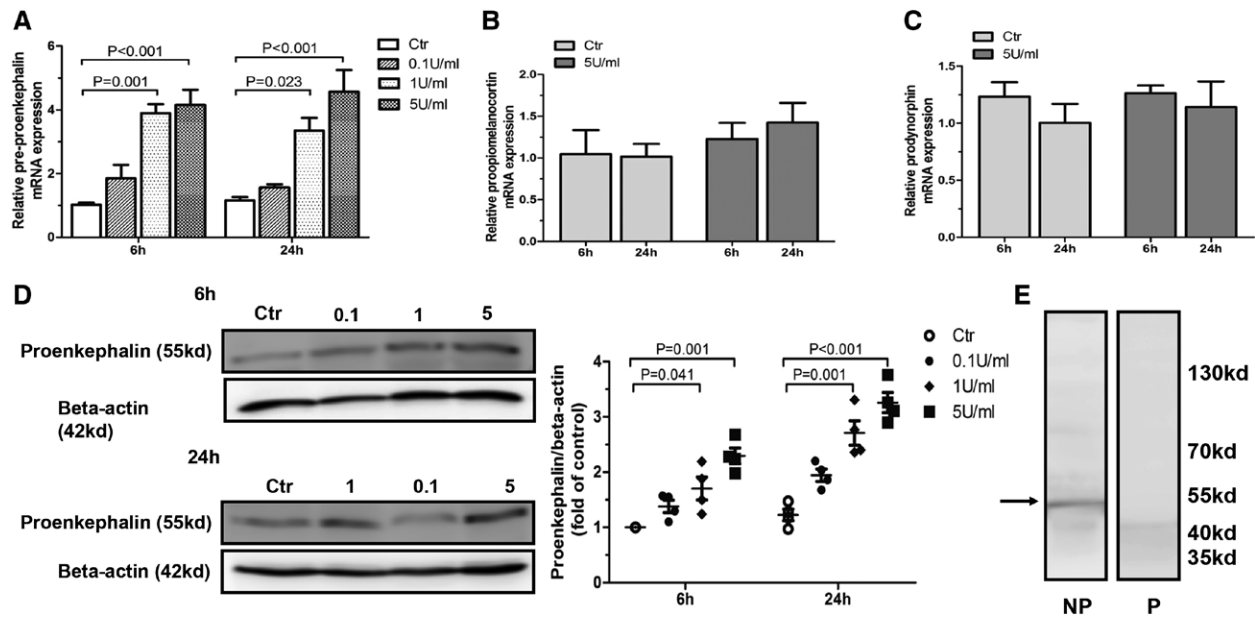 A
Relative pre-proenkephalin
mRNA expression
6
4
2
0
P<0.001
P=0.001
P<0.001
P=0.023
6h
24h
Ctr
0.1U/ml
1U/ml
5U/ml
B
Ctr
5U/ml
Relative proopiomelanocortin
mRNA expression
2.0
1.5
1.0
0.5
0.0
6h
24h
6h
24h
C
Ctr
5U/ml
Relative prodynorphin
mRNA expression
1.5
1.0
0.5
0.0
6h
24h
6h
24h
D
6h
Ctr 0.1 1 5
Proenkephalin (55kd)
Beta-actin
(42kd)
24h
Ctr 1 0.1 5
Proenkephalin (55kd)
Beta-actin (42kd)
Proenkephalin/beta-actin
(fold of control)
4
3
2
1
0
P=0.001
P=0.041
P<0.001
P=0.001
6h
24h
Ctr
0.1U/ml
1U/ml
5U/ml
E
130kd
70kd
55kd
40kd
35kd
NP P